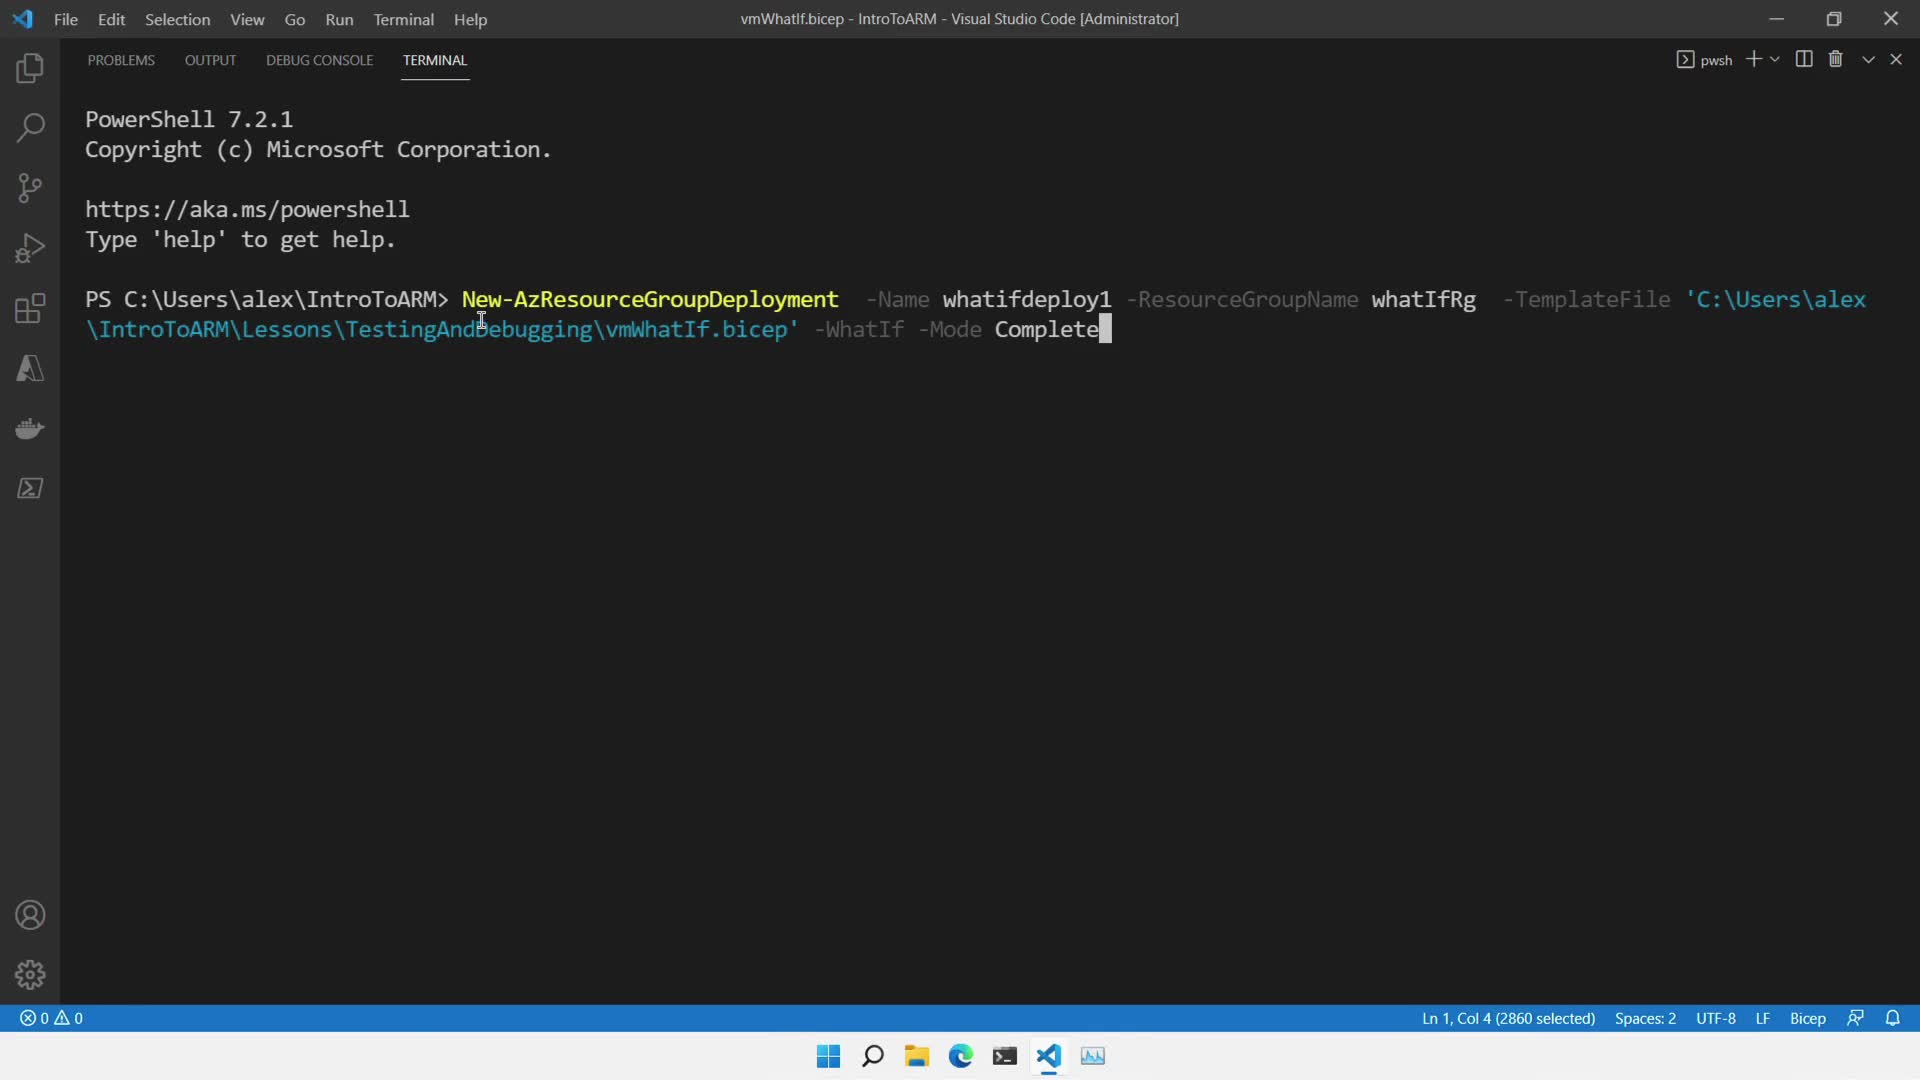 File Edit Selection View Go Run Terminal Help
vmWhatIf.bicep - IntroToARM - Visual Studio Code [Administrator]
PROBLEMS OUTPUT DEBUG CONSOLE TERMINAL
pwsh
PowerShell 7.2.1
Copyright (c) Microsoft Corporation.
https://aka.ms/powershell
Type 'help' to get help.
PS C:\Users\alex\IntroToARM> New-AzResourceGroupDeployment  -Name whatifdeploy1 -ResourceGroupName whatIfRg  -TemplateFile 'C:\Users\alex
\IntroToARM\Lessons\TestingAndDebugging\vmWhatIf.bicep' -WhatIf -Mode Complete
0 0
Ln 1, Col 4 (2860 selected) Spaces: 2 UTF-8 LF Bicep